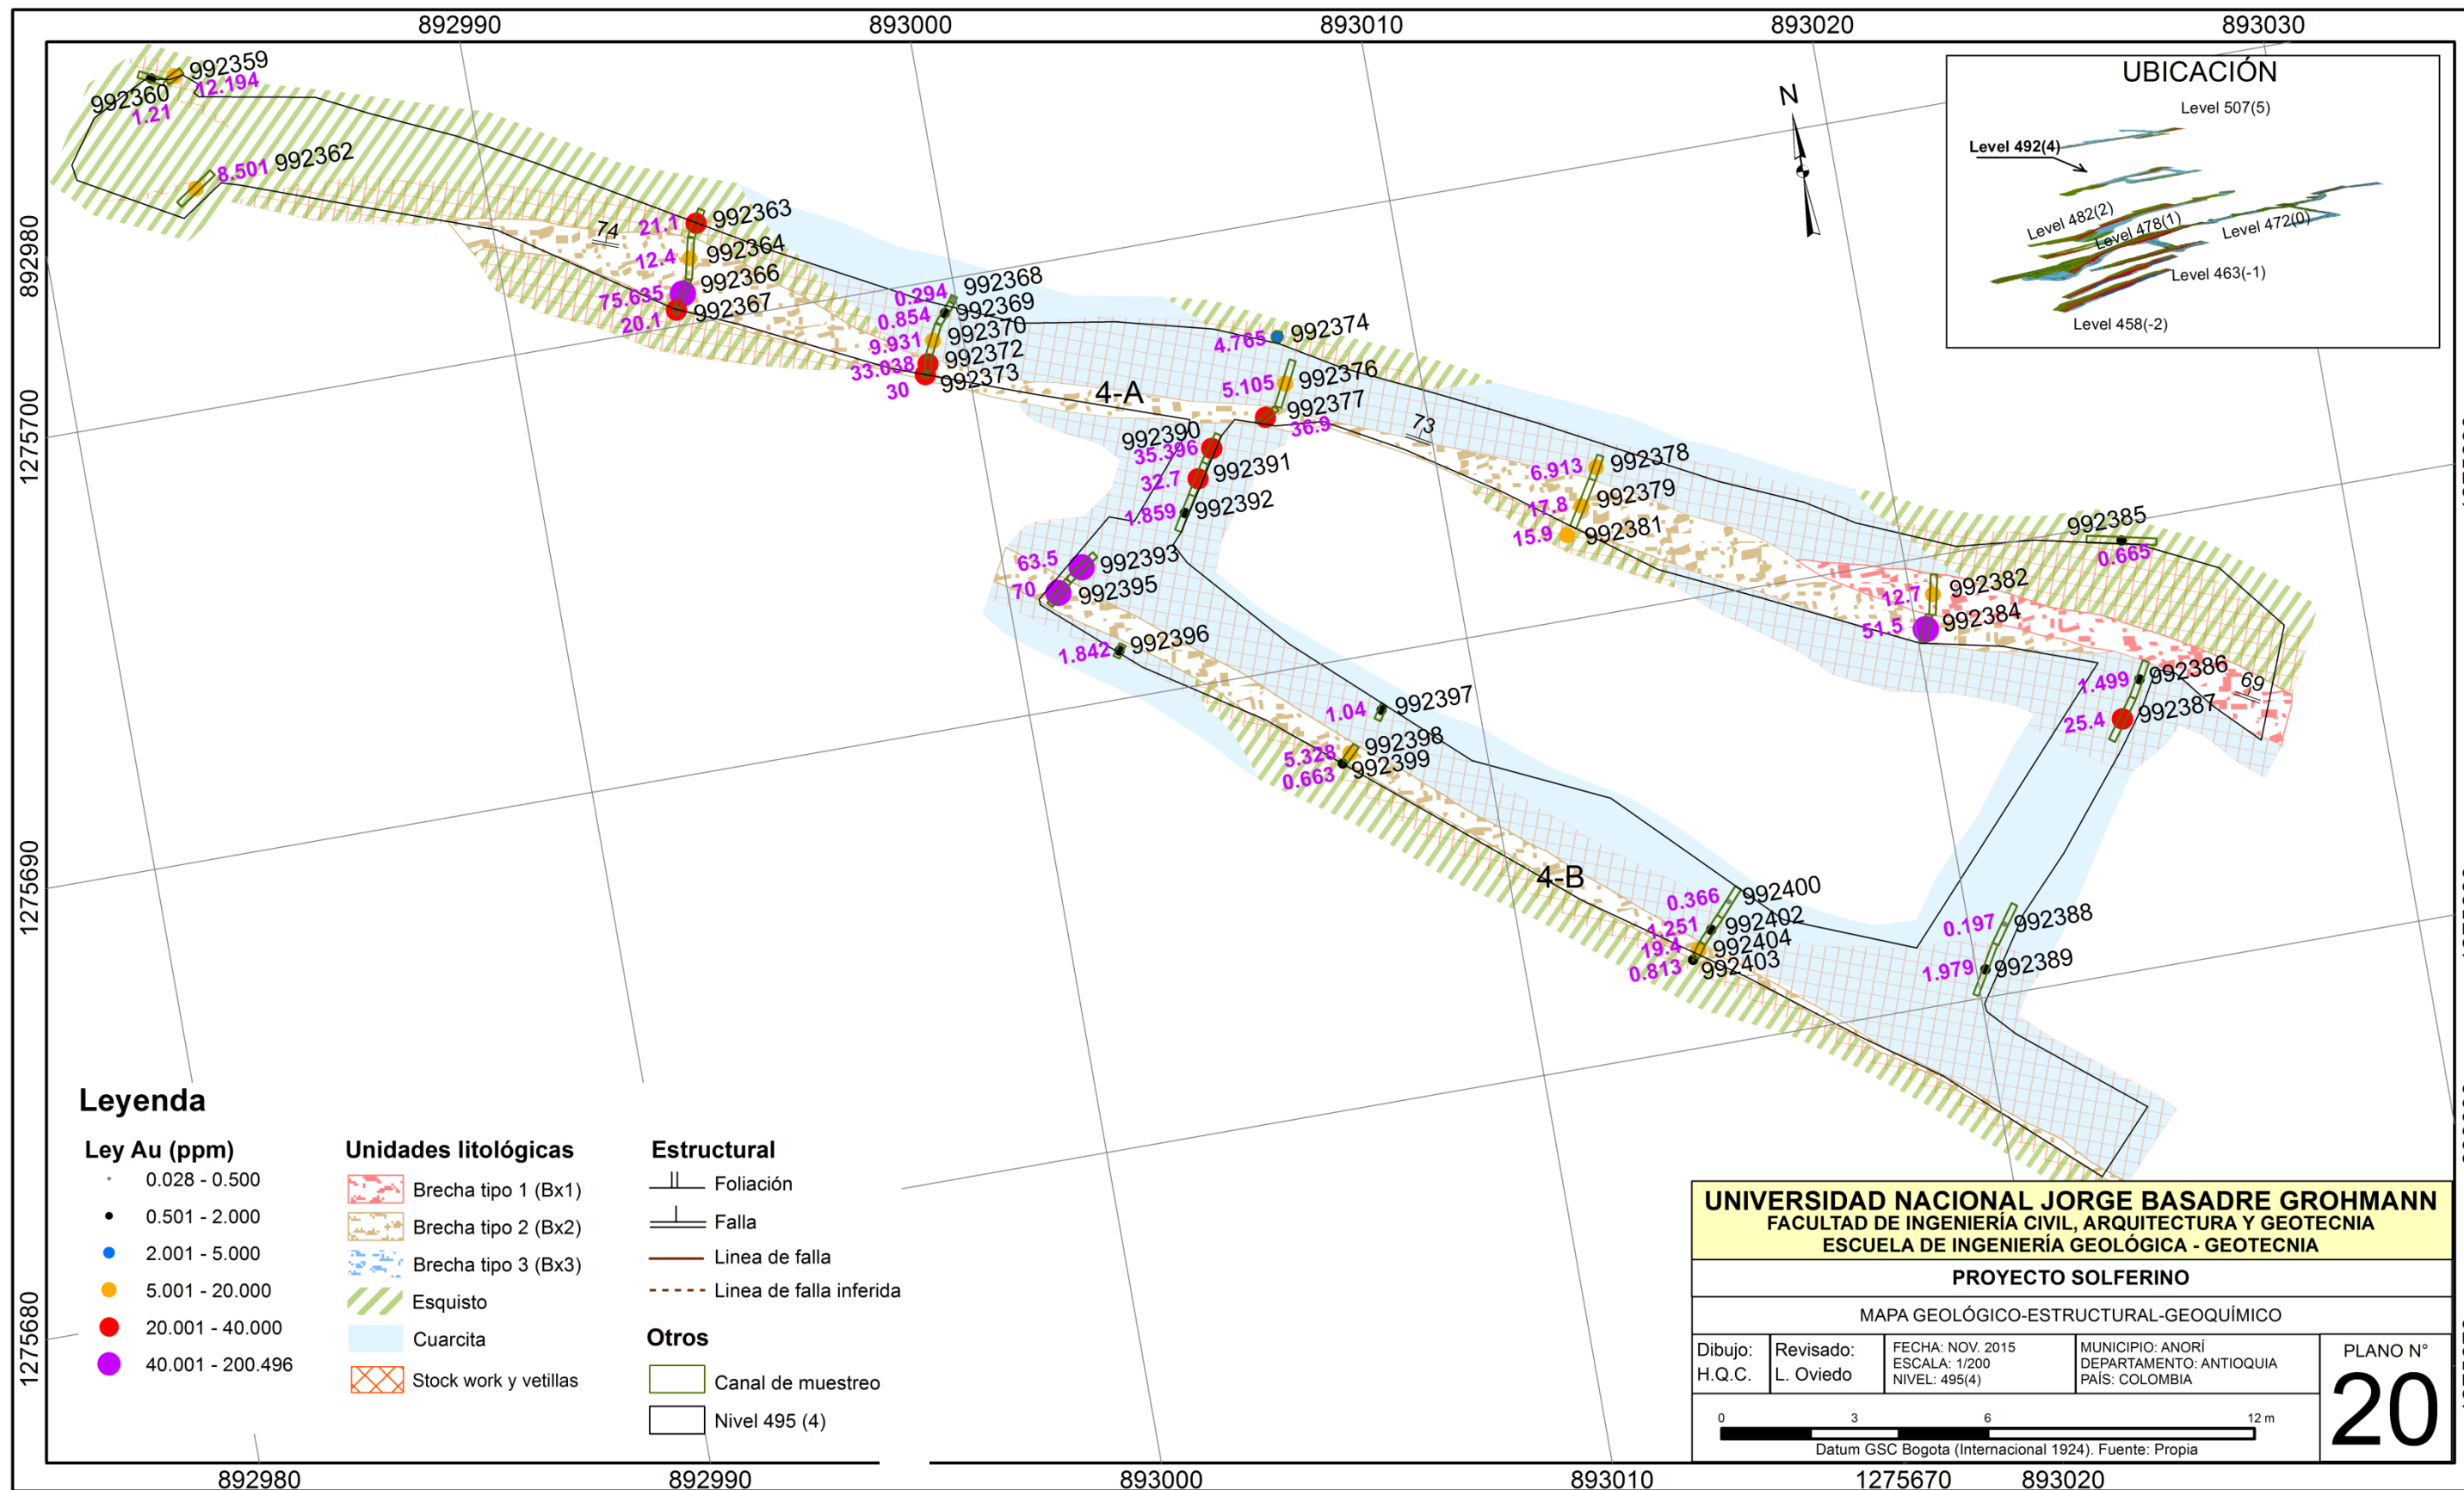 892990
893000
893010
893020
893030
UBICACIÓN
Level 507(5)
Level 492(4)
Level 482(2)
Level 478(1)
Level 472(0)
Level 463(-1)
Level 458(-2)
N
892980
1275700
1275690
1275680
992359
12.194
992360
1.21
8.501 992362
74
21.1 992363
12.4 992364
75.635 992366
20.1 992367
0.294 992368
0.854 992369
9.931 992370
33.038 992372
30 992373
4.765 992374
5.105 992376
992377
36.9
4-A
73
992390
35.396
32.7 992391
1.859 992392
63.5 992393
70 992395
1.842 992396
6.913 992378
17.8 992379
15.9 992381
992385
0.665
12.7 992382
51.5 992384
1.499 992386
69
25.4 992387
1.04 992397
5.328 992398
0.663 992399
4-B
0.366 992400
1.251 992402
19.4 992404
0.813 992403
0.197 992388
1.979 992389
Leyenda
Ley Au (ppm)
0.028 - 0.500
0.501 - 2.000
2.001 - 5.000
5.001 - 20.000
20.001 - 40.000
40.001 - 200.496
Unidades litológicas
Brecha tipo 1 (Bx1)
Brecha tipo 2 (Bx2)
Brecha tipo 3 (Bx3)
Esquisto
Cuarcita
Stock work y vetillas
Estructural
Foliación
Falla
Linea de falla
Linea de falla inferida
Otros
Canal de muestreo
Nivel 495 (4)
UNIVERSIDAD NACIONAL JORGE BASADRE GROHMANN
FACULTAD DE INGENIERÍA CIVIL, ARQUITECTURA Y GEOTECNIA
ESCUELA DE INGENIERÍA GEOLÓGICA - GEOTECNIA
PROYECTO SOLFERINO
MAPA GEOLÓGICO-ESTRUCTURAL-GEOQUÍMICO
Dibujo:
H.Q.C.
Revisado:
L. Oviedo
FECHA: NOV. 2015
ESCALA: 1/200
NIVEL: 495(4)
MUNICIPIO: ANORÍ
DEPARTAMENTO: ANTIOQUIA
PAÍS: COLOMBIA
PLANO N°
20
0 3 6 12 m
Datum GSC Bogota (Internacional 1924). Fuente: Propia
892980
892990
893000
893010
1275670
893020